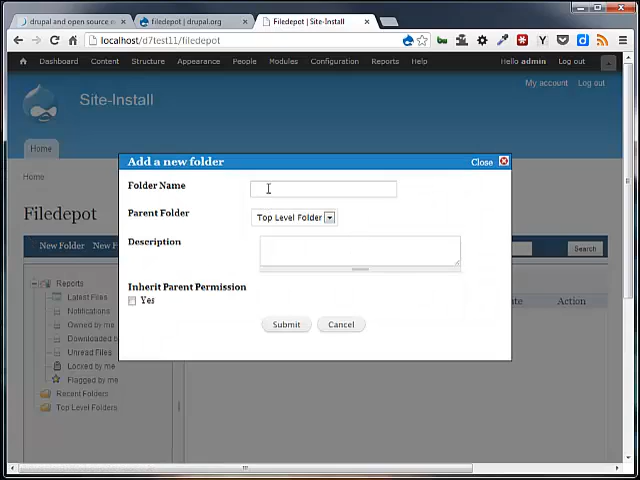 drupal and open source m
filedepot | drupal.org
Filedepot | Site-Install
localhost/d7test11/filedepot
Dashboard Content Structure Appearance People Modules Configuration Reports Help Hello admin Log out
My account Log out
Site-Install
Home
Home
Filedepot
New Folder New F Search
Add a new folder Close
Folder Name
Parent Folder Top Level Folder
Description
Inherit Parent Permission
Yes
Submit Cancel
Reports
Latest Files
Notifications
Owned by me
Downloaded b
Unread Files
Locked by me
Flagged by me
Recent Folders
Top Level Folders
ate Action